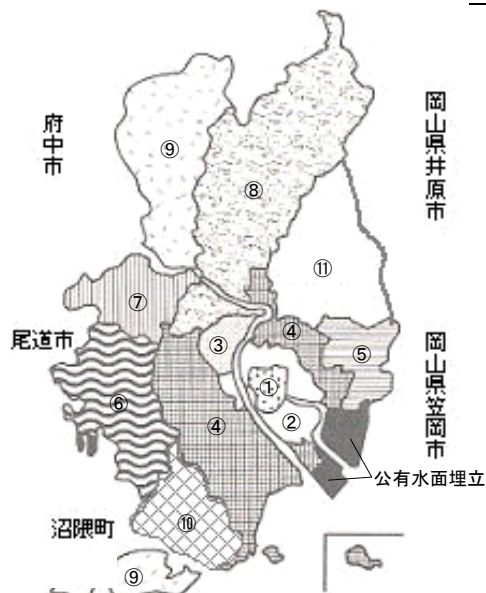 府中市
岡山県井原市
⑨
⑧
⑪
⑦
尾道市
③
④
⑤
岡山県笠岡市
①
⑥
④
②
公有水面埋立
⑩
沼隈町
⑨